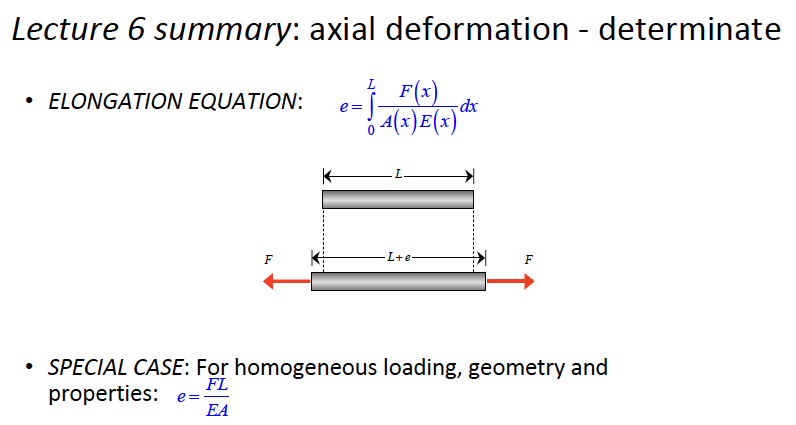 Lecture 6 summary: axial deformation - determinate
• ELONGATION EQUATION: e = ∫₀ᴸ F(x) / A(x)E(x) dx
L
L+e
F
F
• SPECIAL CASE: For homogeneous loading, geometry and
properties: e = FL / EA